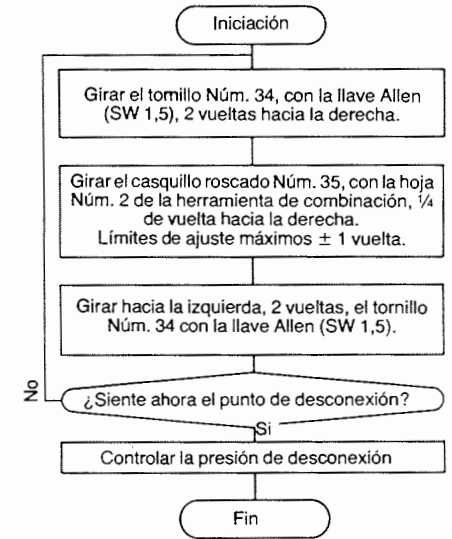 Iniciación
Girar el tornillo Núm. 34, con la llave Allen
(SW 1,5), 2 vueltas hacia la derecha.
Girar el casquillo roscado Núm. 35, con la hoja
Núm. 2 de la herramienta de combinación, ¼
de vuelta hacia la derecha.
Límites de ajuste máximos ± 1 vuelta.
Girar hacia la izquierda, 2 vueltas, el tornillo
Núm. 34 con la llave Allen (SW 1,5).
No
¿Siente ahora el punto de desconexión?
Si
Controlar la presión de desconexión
Fin